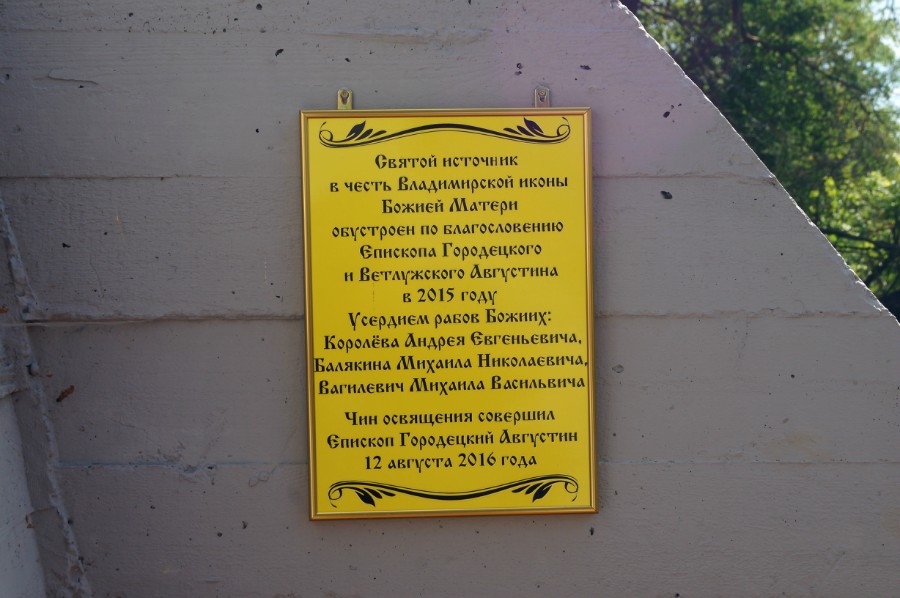 Святой источник
в честь Владимирской иконы
Божией Матери
обустроен по благословению
Епископа Городецкого
и Ветлужского Августина
в 2015 году
Усердием рабов Божиих:
Королёва Андрея Евгеньевича,
Балякина Михаила Николаевича,
Вагилевич Михаила Васильвича
Чин освящения совершил
Епископ Городецкий Августин
12 августа 2016 года